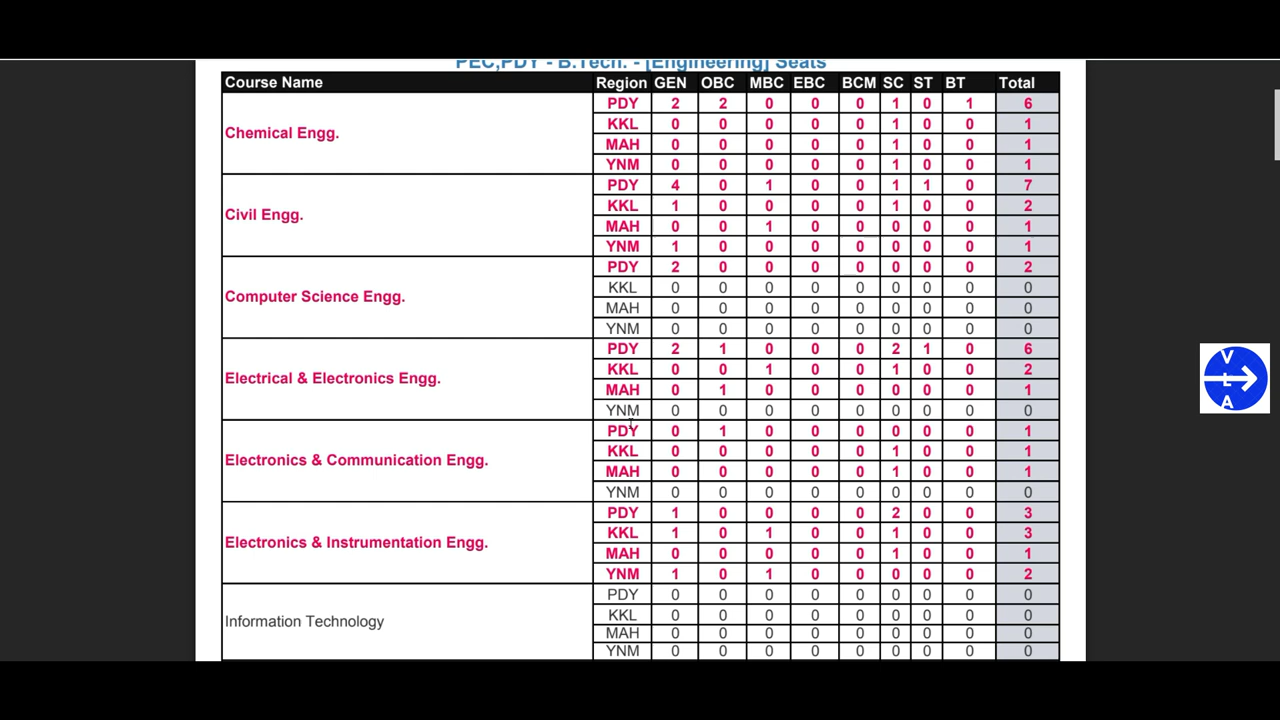 PEC,PDY - B.Tech. - [Engineering] Seats
Course Name Region GEN OBC MBC EBC BCM SC ST BT Total
Chemical Engg.
PDY 2 2 0 0 0 1 0 1 6
KKL 0 0 0 0 0 1 0 0 1
MAH 0 0 0 0 0 1 0 0 1
YNM 0 0 0 0 0 1 0 0 1
Civil Engg.
PDY 4 0 1 0 0 1 1 0 7
KKL 1 0 0 0 0 1 0 0 2
MAH 0 0 1 0 0 0 0 0 1
YNM 1 0 0 0 0 0 0 0 1
Computer Science Engg.
PDY 2 0 0 0 0 0 0 0 2
KKL 0 0 0 0 0 0 0 0 0
MAH 0 0 0 0 0 0 0 0 0
YNM 0 0 0 0 0 0 0 0 0
Electrical & Electronics Engg.
PDY 2 1 0 0 0 2 1 0 6
KKL 0 0 1 0 0 1 0 0 2
MAH 0 1 0 0 0 0 0 0 1
YNM 0 0 0 0 0 0 0 0 0
Electronics & Communication Engg.
PDY 0 1 0 0 0 0 0 0 1
KKL 0 0 0 0 0 1 0 0 1
MAH 0 0 0 0 0 1 0 0 1
YNM 0 0 0 0 0 0 0 0 0
Electronics & Instrumentation Engg.
PDY 1 0 0 0 0 2 0 0 3
KKL 1 0 1 0 0 1 0 0 3
MAH 0 0 0 0 0 1 0 0 1
YNM 1 0 1 0 0 0 0 0 2
Information Technology
PDY 0 0 0 0 0 0 0 0 0
KKL 0 0 0 0 0 0 0 0 0
MAH 0 0 0 0 0 0 0 0 0
YNM 0 0 0 0 0 0 0 0 0
V
L
A